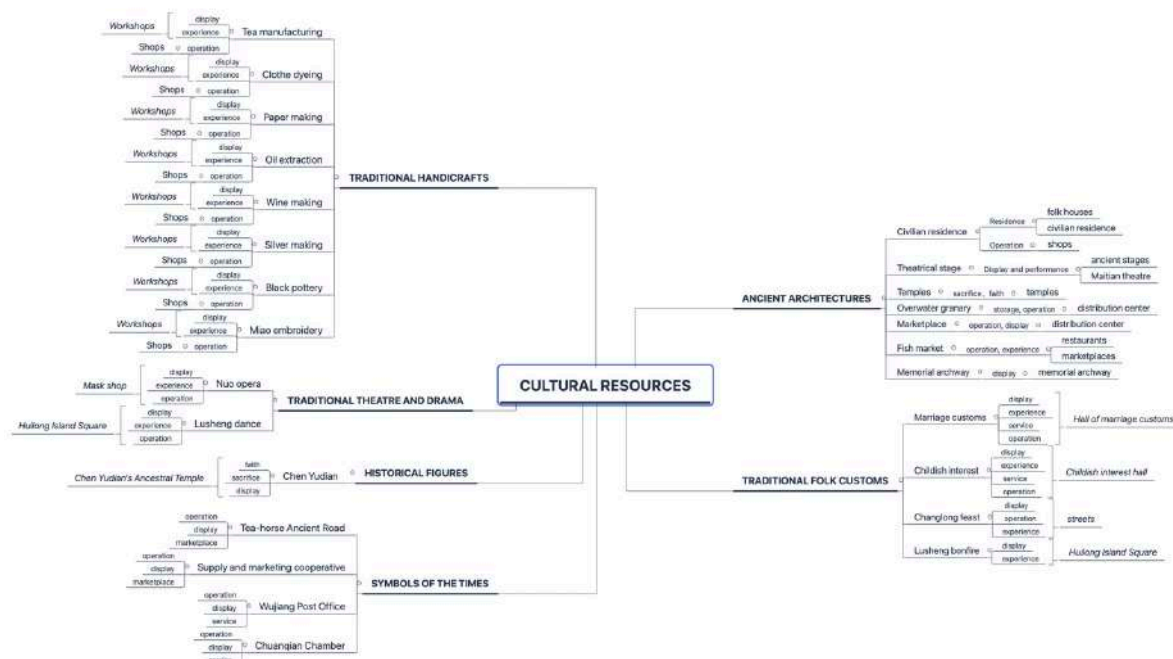 CULTURAL RESOURCES
TRADITIONAL HANDICRAFTS
Tea manufacturing
display
experience
Workshops
operation
Shops
Clothe dyeing
display
experience
Workshops
operation
Shops
Paper making
display
experience
Workshops
operation
Shops
Oil extraction
display
experience
Workshops
operation
Shops
Wine making
display
experience
Workshops
operation
Shops
Silver making
display
experience
Workshops
operation
Shops
Black pottery
display
experience
Workshops
operation
Shops
Miao embroidery
display
experience
Workshops
operation
Shops
TRADITIONAL THEATRE AND DRAMA
Nuo opera
display
experience
operation
Mask shop
Lusheng dance
display
experience
operation
Huilong Island Square
HISTORICAL FIGURES
Chen Yudian
faith
sacrifice
display
Chen Yudian's Ancestral Temple
SYMBOLS OF THE TIMES
Tea-horse Ancient Road
operation
display
marketplace
Supply and marketing cooperative
operation
display
marketplace
Wujiang Post Office
operation
display
service
Chuanqian Chamber
operation
display
ANCIENT ARCHITECTURES
Civilian residence
Residence
folk houses
civilian residence
Operation
shops
Theatrical stage
Display and performance
ancient stages
Maitian theatre
Temples
sacrifice, faith
temples
Overwater granery
storage, operation
distribution center
Marketplace
operation, display
distribution center
Fish market
operation, experience
restaurants
marketplaces
Memorial archway
display
memorial archway
TRADITIONAL FOLK CUSTOMS
Marriage customs
display
experience
service
operation
Hall of marriage customs
Childish interest
display
experience
service
operation
Childish interest hall
Changlong feast
display
operation
experience
streets
Lusheng bonfire
display
experience
Huilong Island Square